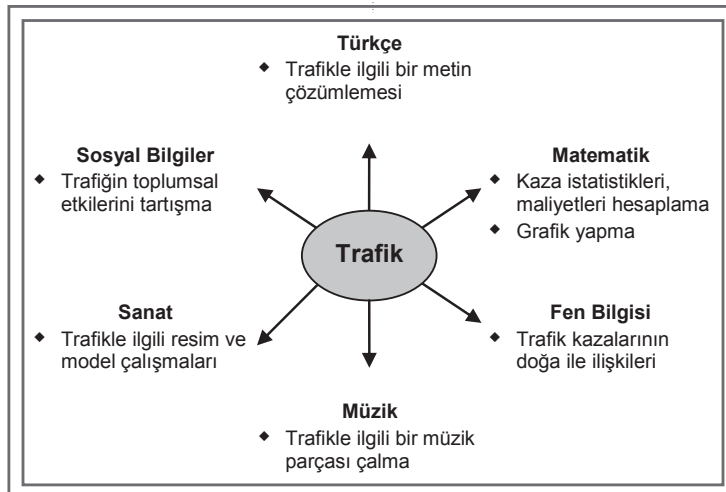 Türkçe
◆ Trafikle ilgili bir metin
çözümlemesi
Sosyal Bilgiler
◆ Trafiğin toplumsal
etkilerini tartışma
Matematik
◆ Kaza istatistikleri,
maliyetleri hesaplama
◆ Grafik yapma
Trafik
Sanat
◆ Trafikle ilgili resim ve
model çalışmaları
Fen Bilgisi
◆ Trafik kazalarının
doğa ile ilişkileri
Müzik
◆ Trafikle ilgili bir müzik
parçası çalma